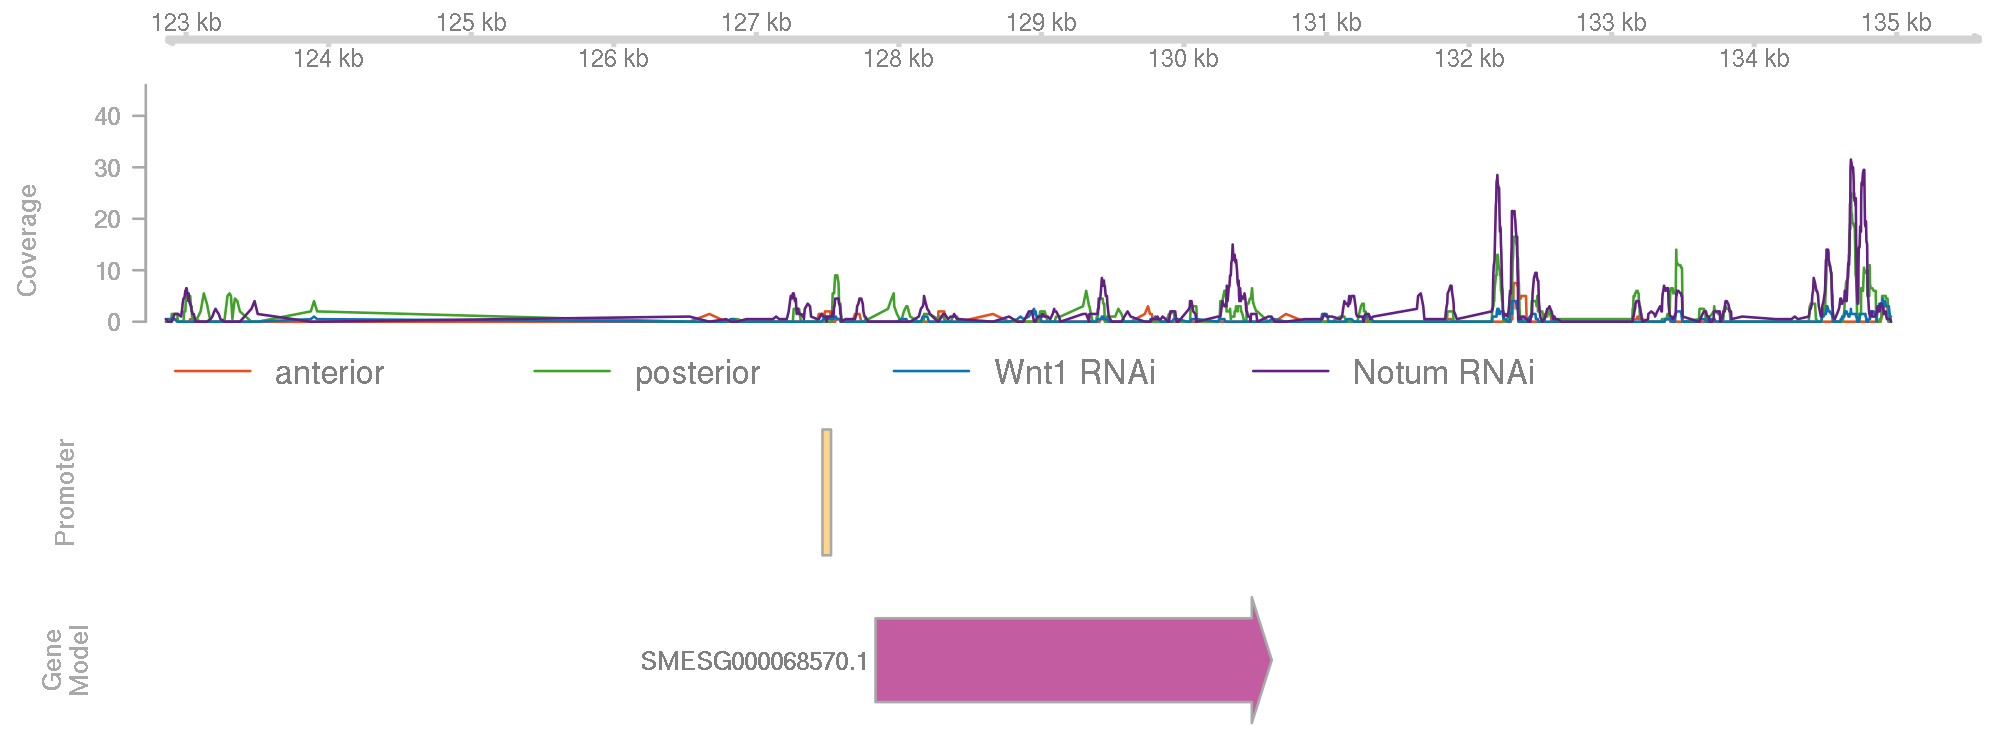 123 kb 125 kb 127 kb 129 kb 131 kb 133 kb 135 kb
124 kb 126 kb 128 kb 130 kb 132 kb 134 kb
Coverage
40
30
20
10
0
anterior posterior Wnt1 RNAi Notum RNAi
Promoter
Gene
Model
SMESG000068570.1